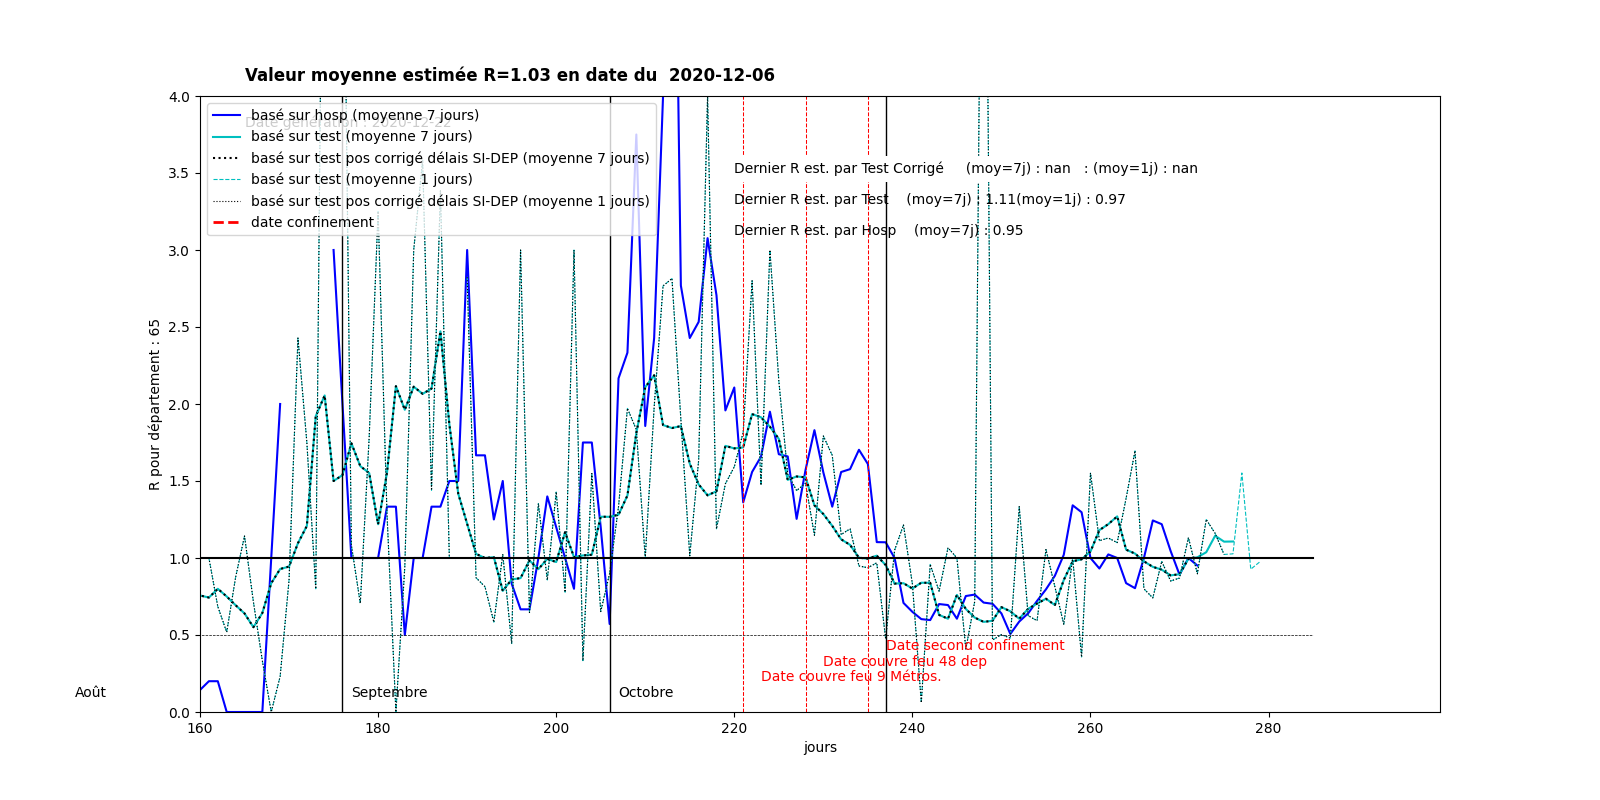 Valeur moyenne estimée R=1.03 en date du  2020-12-06
Date génération : 2020-12-22
basé sur hosp (moyenne 7 jours)
basé sur test (moyenne 7 jours)
basé sur test pos corrigé délais SI-DEP (moyenne 7 jours)
basé sur test (moyenne 1 jours)
basé sur test pos corrigé délais SI-DEP (moyenne 1 jours)
date confinement
Dernier R est. par Test Corrigé     (moy=7j) : nan   : (moy=1j) : nan
Dernier R est. par Test    (moy=7j) : 1.11(moy=1j) : 0.97
Dernier R est. par Hosp    (moy=7j) : 0.95
4.0
3.5
3.0
2.5
2.0
1.5
1.0
0.5
0.0
R pour département : 65
Date second confinement
Date couvre feu 48 dep
Date couvre feu 9 Métros.
Août
Septembre
Octobre
160 180 200 220 240 260 280
jours